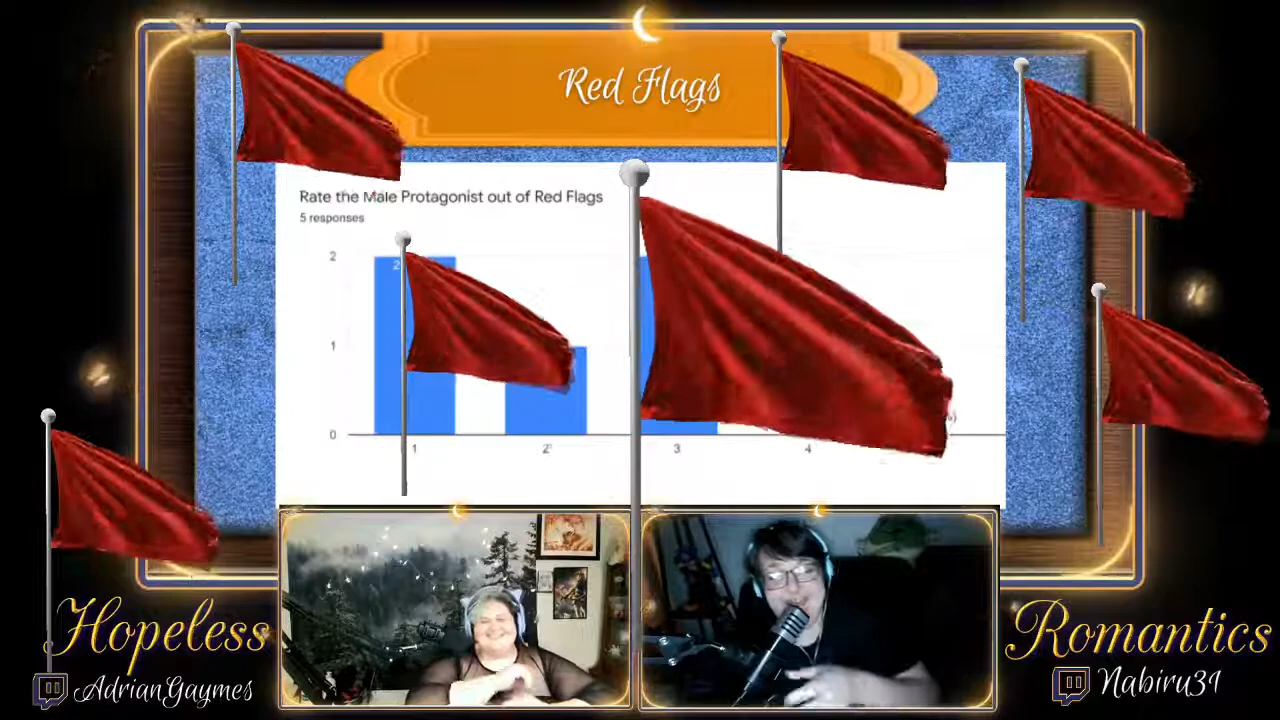 Red Flags
Rate the Male Protagonist out of Red Flags
5 responses
2
2
1
0
1
2
3
4
Hopeless
Romantics
AdrianGaymes
Nabiru31